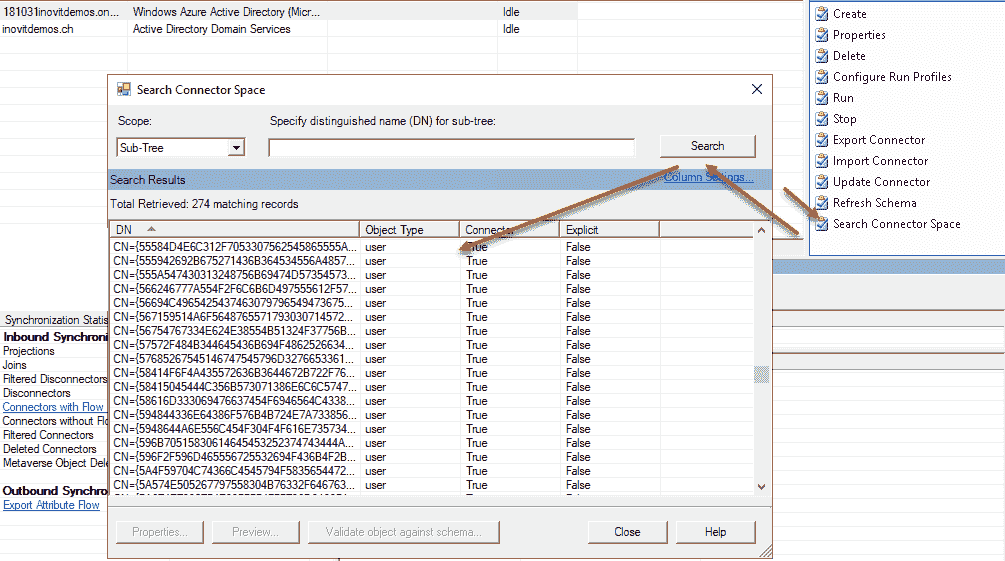 181031inovitdemos.on... Windows Azure Active Directory (Micr... Idle
inovitdemos.ch Active Directory Domain Services Idle
Create
Properties
Delete
Configure Run Profiles
Run
Stop
Export Connector
Import Connector
Update Connector
Refresh Schema
Search Connector Space
Search Connector Space
Scope: Specify distinguished name (DN) for sub-tree:
Sub-Tree Search
Search Results Column Settings...
Total Retrieved: 274 matching records
DN Object Type Connector Explicit
CN={55584D4E6C312F7053307562545865555A... user True False
CN={555942692B675271436B364534556A4857... user True False
CN={555A547430313248756B69474D57354573... user True False
CN={566246777A554F2F6C6B6D497555612F57... user True False
CN={56694C496542543746307979654947367​5... user True False
CN={567159514A6F5648765571793030714572... user True False
CN={56754767334E624E38554B51324F37756B... user True False
CN={57572F484B344645436B694F4862526634... user True False
CN={57685267545146747545796D3276653361... user True False
CN={58414F6F4A435572636B3644672B722F76... user True False
CN={58415045444C356B573071386E6C6C5747... user True False
CN={58616D333069476637454F6946564C4338... user True False
CN={594844336E64386F576B4B724E7A733856... user True False
CN={5948644A6E556C454F304F4F616E735734... user True False
CN={596B705158306146454532523747434​44A... user True False
CN={596F2F596D465556725532694F436B4F2B... user True False
CN={5A4F59704C74366C4545794F5835654472... user True False
CN={5A574E505267797558304B76332F646763... user True False
Properties... Preview... Validate object against schema... Close Help
Synchronization Statis
Inbound Synchroni
Projections
Joins
Filtered Disconnectors
Disconnectors
Connectors with Flow
Connectors without Flo
Filtered Connectors
Deleted Connectors
Metaverse Object Dele
Outbound Synchro
Export Attribute Flow